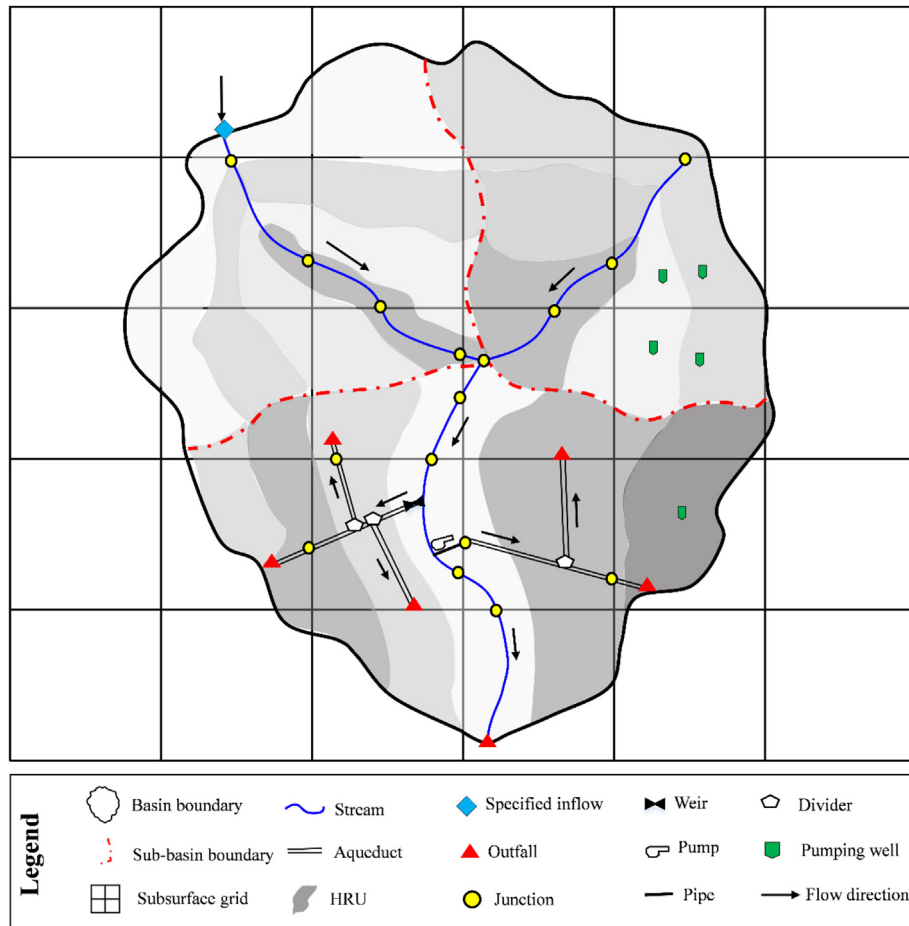 Legend
Basin boundary
Stream
Specified inflow
Weir
Divider
Sub-basin boundary
Aqueduct
Outfall
Pump
Pumping well
Subsurface grid
HRU
Junction
Pipe
Flow direction